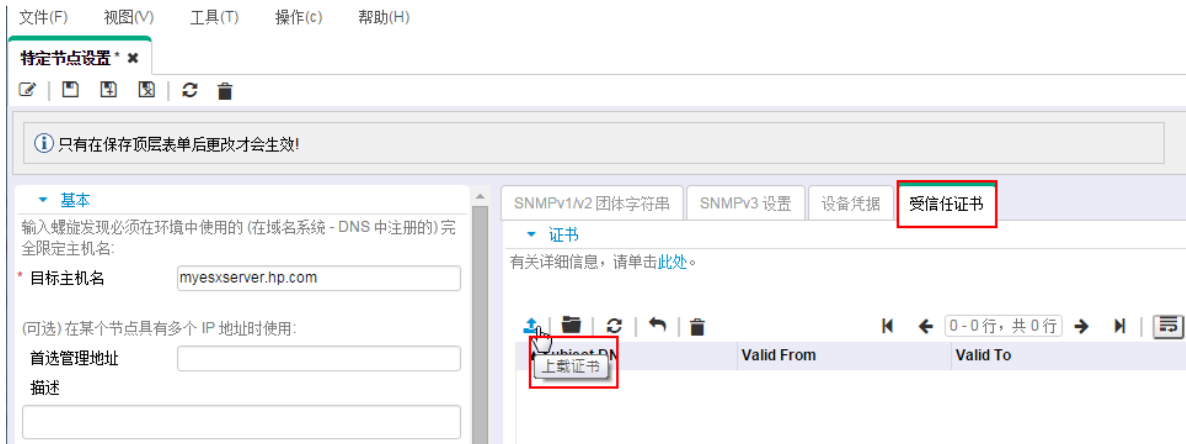 文件(F) 视图(V) 工具(T) 操作(c) 帮助(H)
特定节点设置* ✖
只有在保存顶层表单后更改才会生效!
基本
输入螺旋发现必须在环境中使用的 (在域名系统 - DNS 中注册的) 完
全限定主机名:
* 目标主机名 myesxserver.hp.com
(可选) 在某个节点具有多个 IP 地址时使用:
首选管理地址
描述
SNMPv1/v2 团体字符串 SNMPv3 设置 设备凭据 受信任证书
证书
有关详细信息，请单击此处。
0 - 0 行，共 0 行
Subject DN Valid From Valid To
上载证书